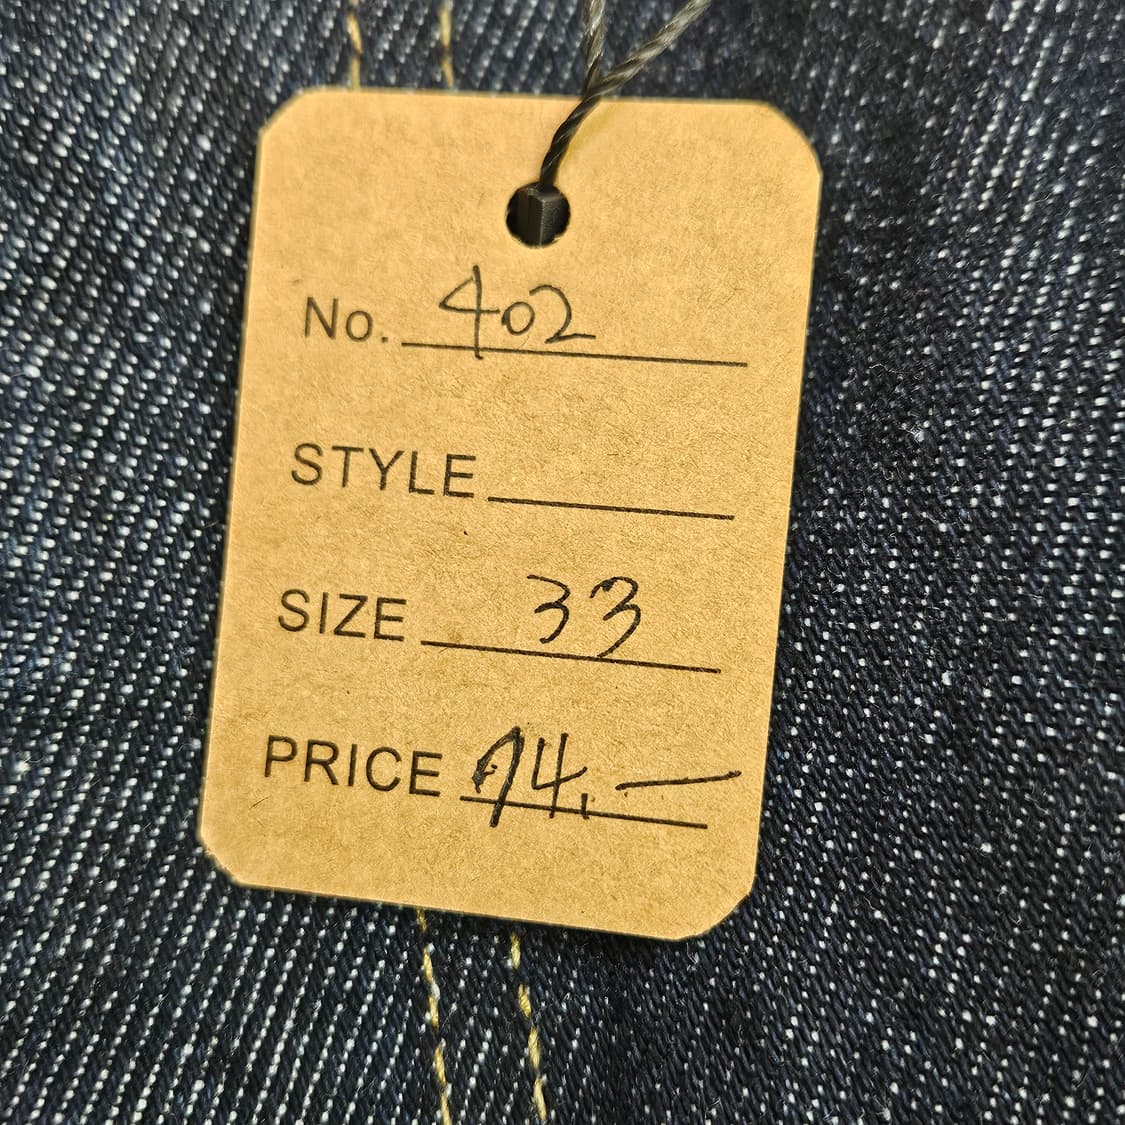 No. 402
STYLE
SIZE 33
PRICE 74.—